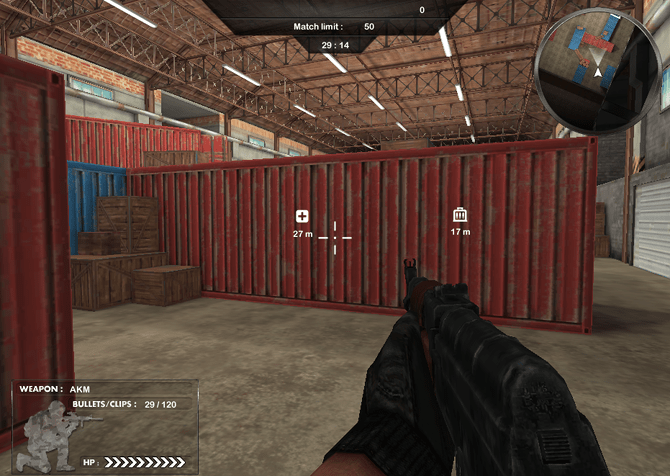 0
Match limit : 50
29 : 14
27 m
17 m
WEAPON : AKM
BULLETS/CLIPS : 29 / 120
HP :